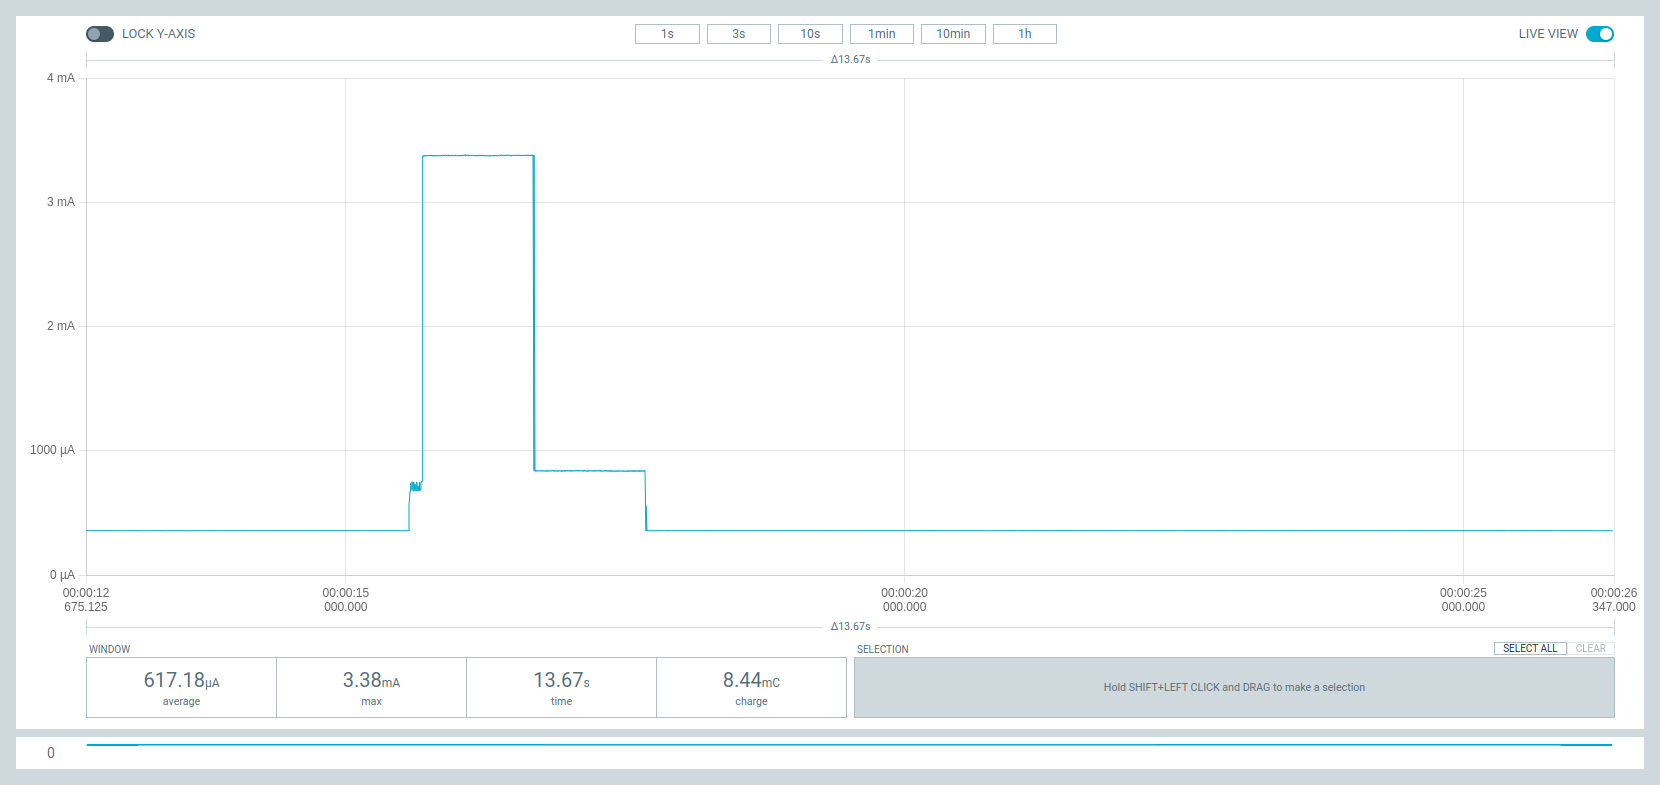 LOCK Y-AXIS 1s 3s 10s 1min 10min 1h LIVE VIEW
Δ13.67s
4 mA
3 mA
2 mA
1000 µA
0 µA
00:00:12 00:00:15 00:00:20 00:00:25 00:00:26
675.125 000.000 000.000 000.000 347.000
Δ13.67s
WINDOW SELECTION SELECT ALL CLEAR
617.18µA 3.38mA 13.67s 8.44mC
average max time charge
Hold SHIFT+LEFT CLICK and DRAG to make a selection
0